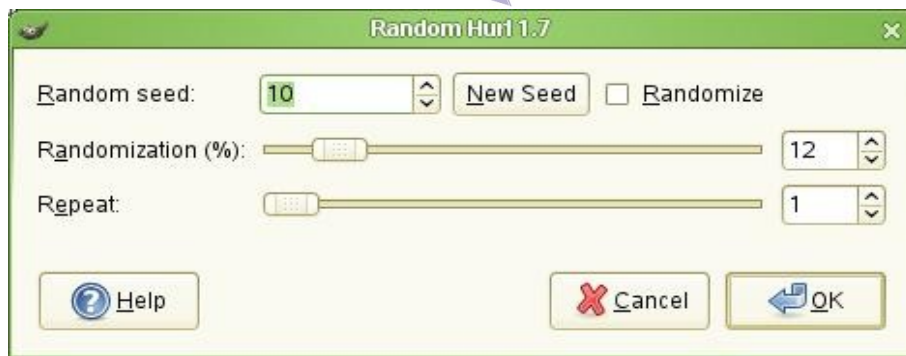 Random Hurl 1.7
Random seed: 10 New Seed Randomize
Randomization (%): 12
Repeat: 1
Help Cancel OK